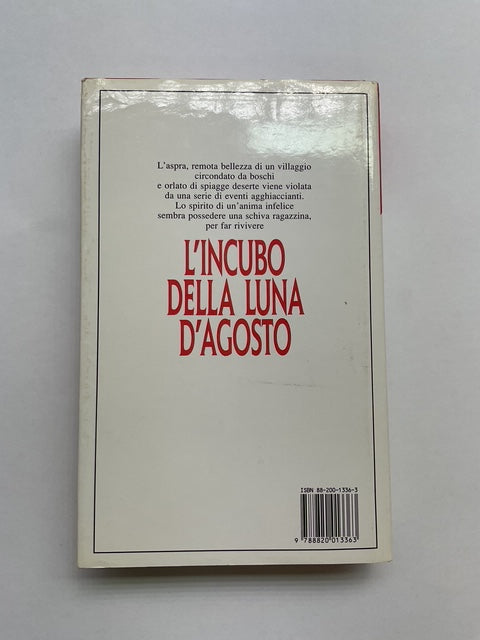 L'aspra, remota bellezza di un villaggio
circondato da boschi
e orlato di spiagge deserte viene violata
da una serie di eventi agghiaccianti.
Lo spirito di un'anima infelice
sembra possedere una schiva ragazzina,
per far rivivere
L'INCUBO
DELLA LUNA
D'AGOSTO
ISBN 88-200-1336-3
9 788820 013363